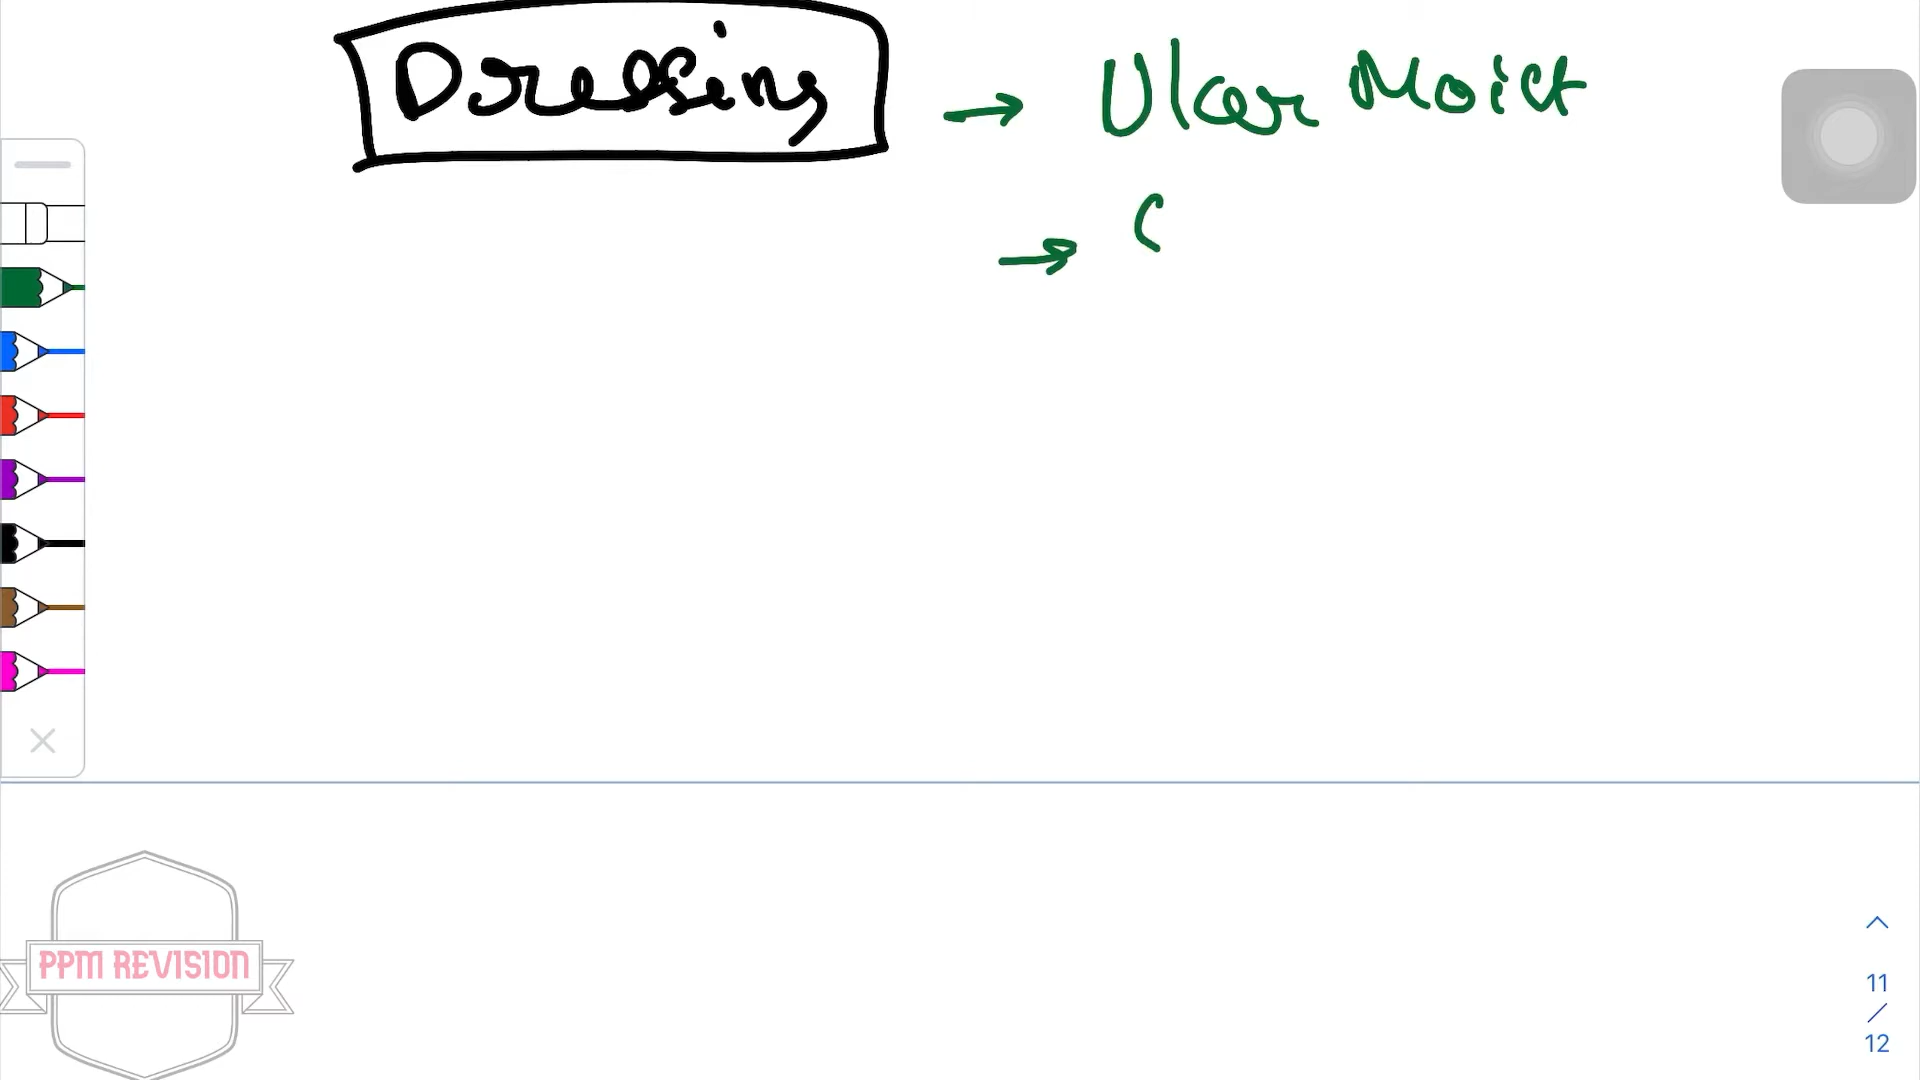 Dressing → Ulcer Moist
→ C
PPM REVISION
11
/
12